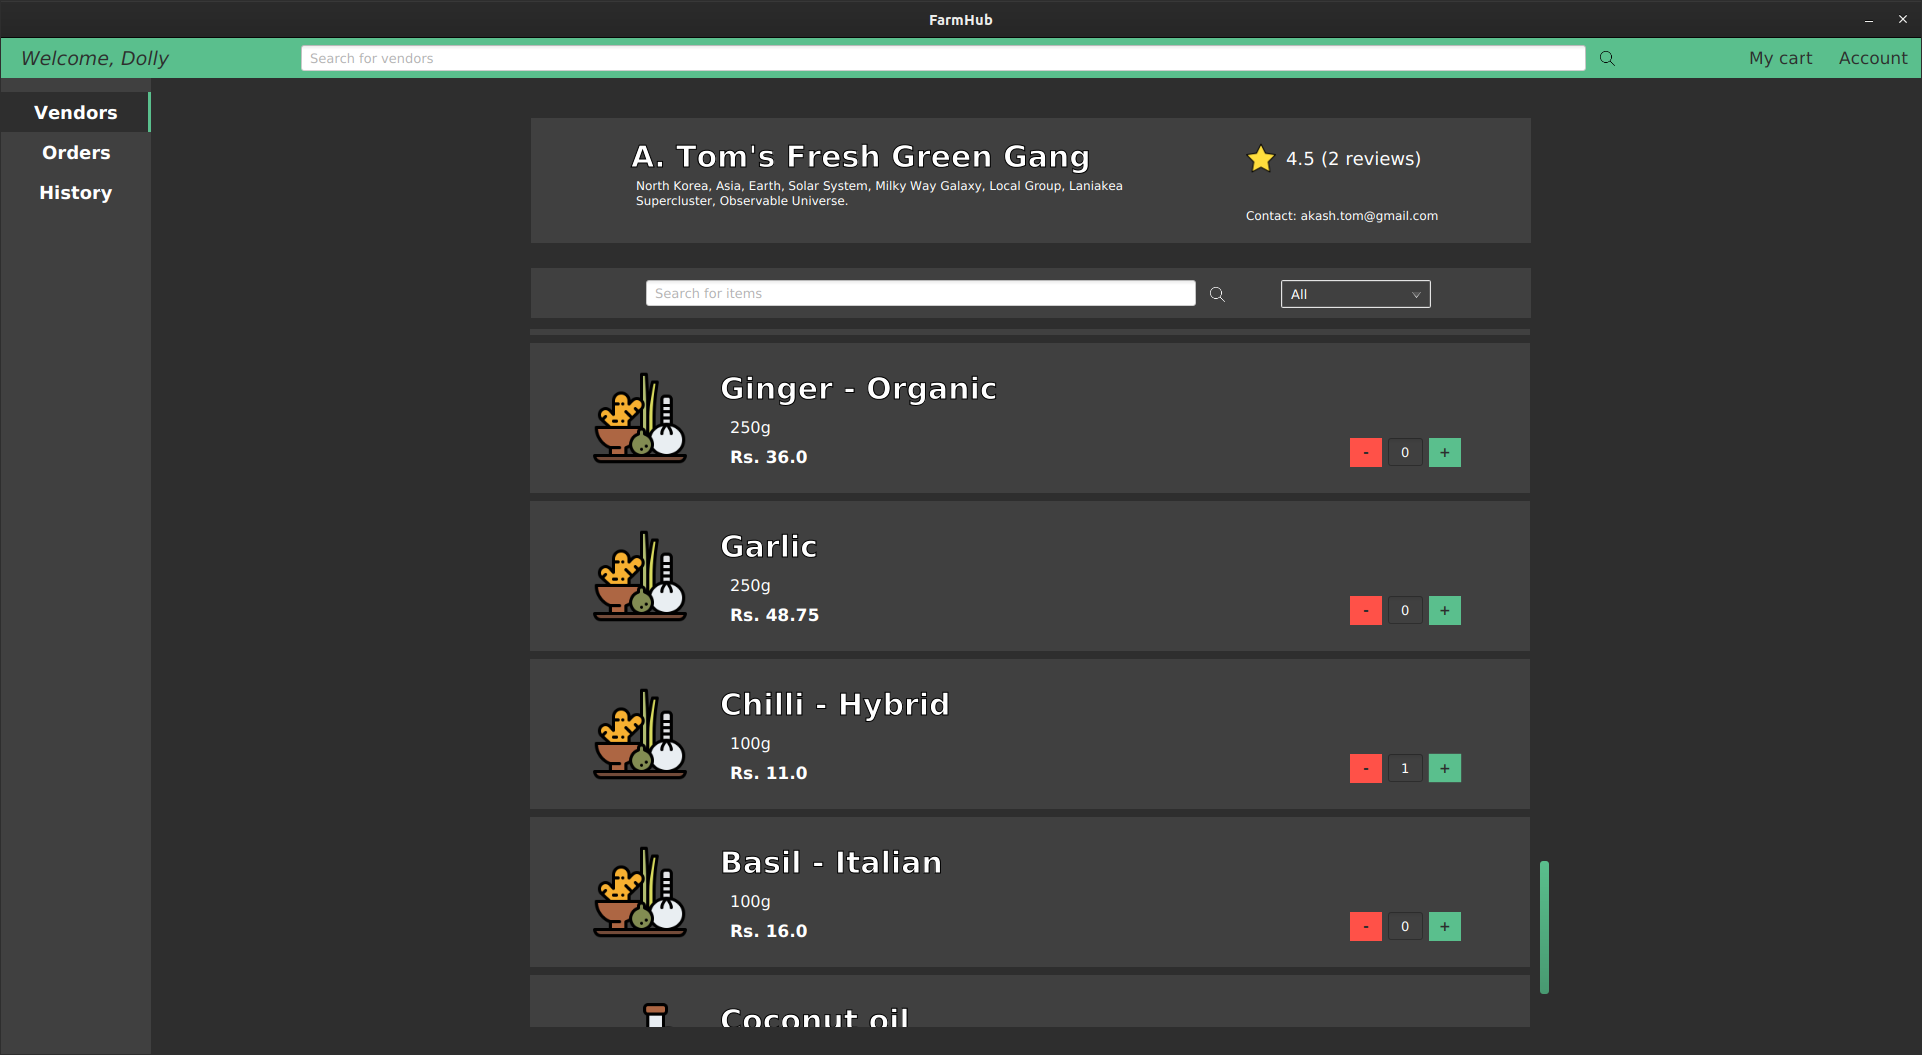 FarmHub
Welcome, Dolly
Search for vendors
My cart
Account
Vendors
Orders
History
A. Tom's Fresh Green Gang
North Korea, Asia, Earth, Solar System, Milky Way Galaxy, Local Group, Laniakea
Supercluster, Observable Universe.
4.5 (2 reviews)
Contact: akash.tom@gmail.com
Search for items
All
Ginger - Organic
250g
Rs. 36.0
- 0 +
Garlic
250g
Rs. 48.75
- 0 +
Chilli - Hybrid
100g
Rs. 11.0
- 1 +
Basil - Italian
100g
Rs. 16.0
- 0 +
Coconut oil